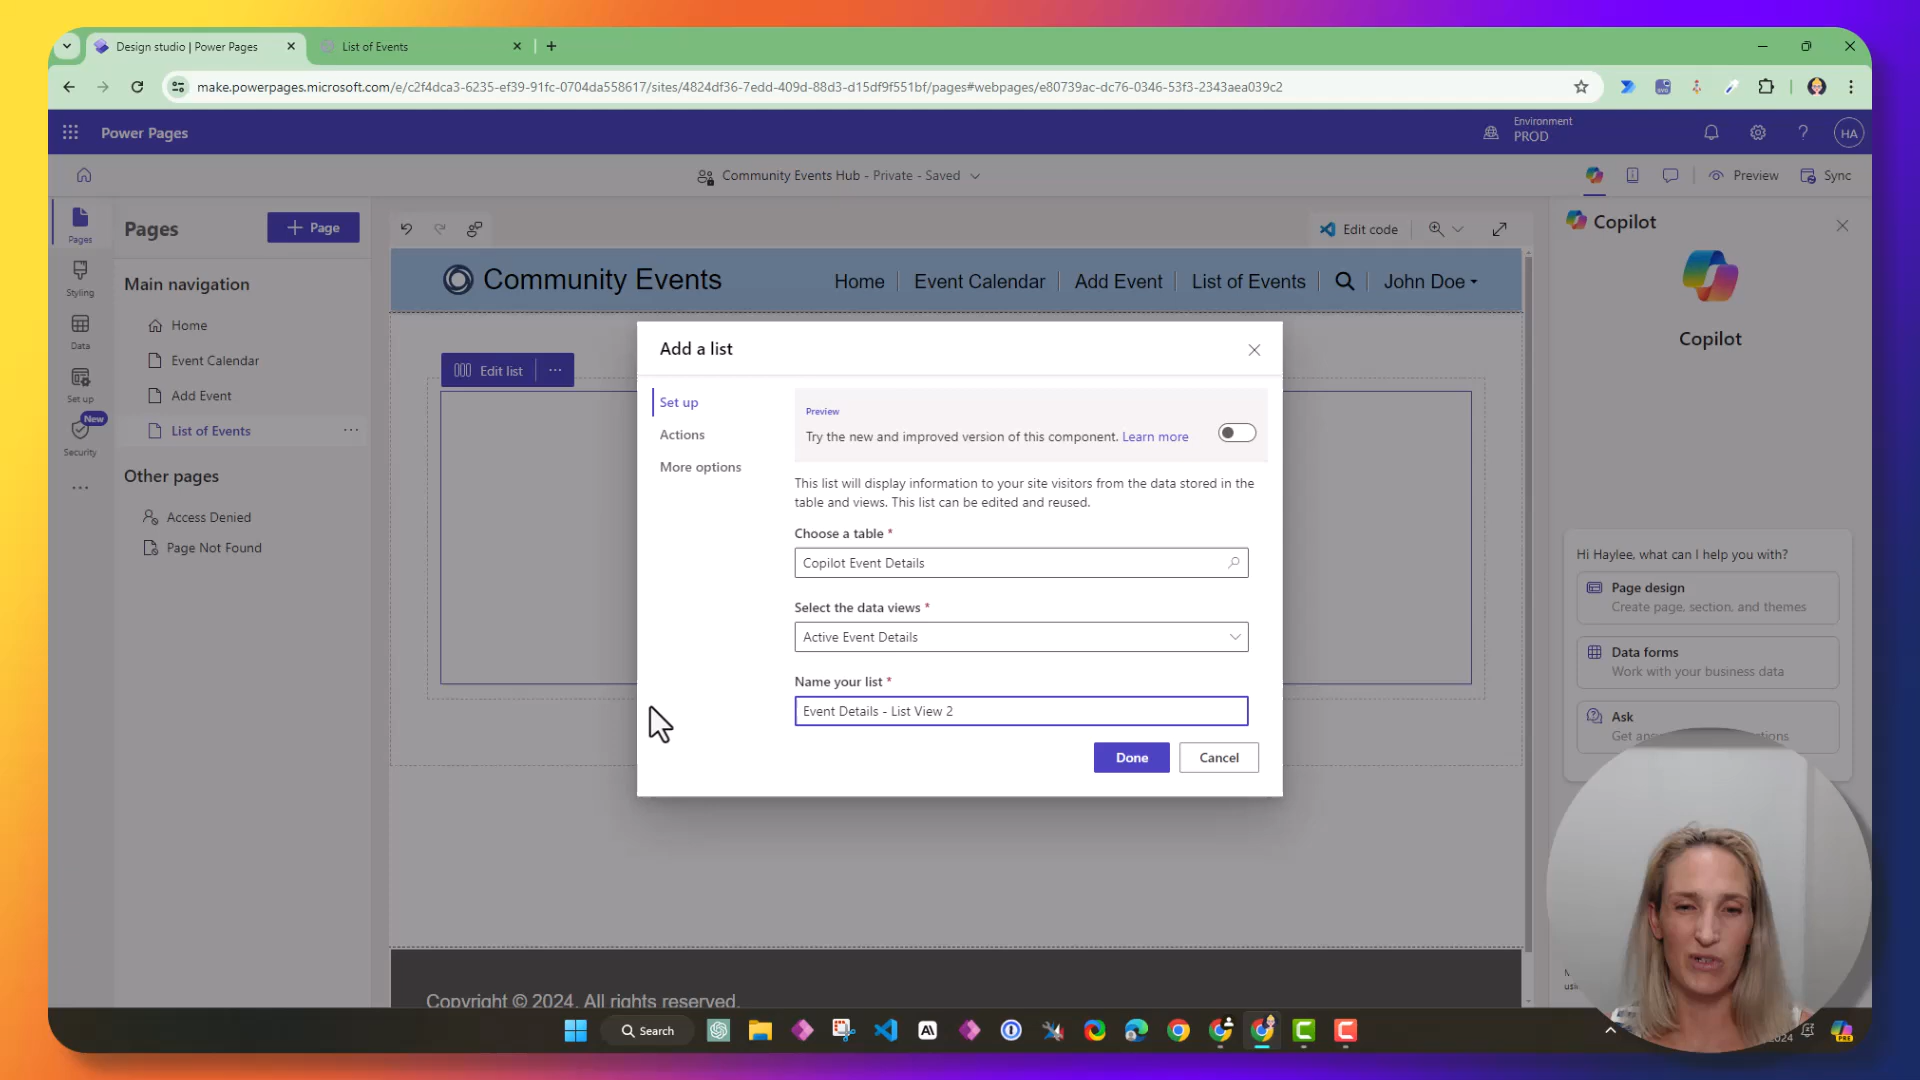 Design studio | Power Pages
List of Events
make.powerpages.microsoft.com/e/c2f4dca3-6235-ef39-91fc-0704da558617/sites/4824df36-7edd-409d-88d3-d15df9f551bf/pages#webpages/e80739ac-dc76-0346-53f3-2343aea039c2
Power Pages
Environment
PROD
HA
Community Events Hub - Private - Saved
Preview
Sync
Pages
Styling
Data
Set up
New
Security
Pages
Page
Main navigation
Home
Event Calendar
Add Event
List of Events
Other pages
Access Denied
Page Not Found
Edit code
Community Events
Home
Event Calendar
Add Event
List of Events
John Doe
Edit list
Add a list
Set up
Actions
More options
Preview
Try the new and improved version of this component. Learn more
This list will display information to your site visitors from the data stored in the
table and views. This list can be edited and reused.
Choose a table *
Copilot Event Details
Select the data views *
Active Event Details
Name your list *
Event Details - List View 2
Done
Cancel
Copyright © 2024. All rights reserved.
Copilot
Copilot
Hi Haylee, what can I help you with?
Page design
Create page, section, and themes
Data forms
Work with your business data
Ask
Search
PRE